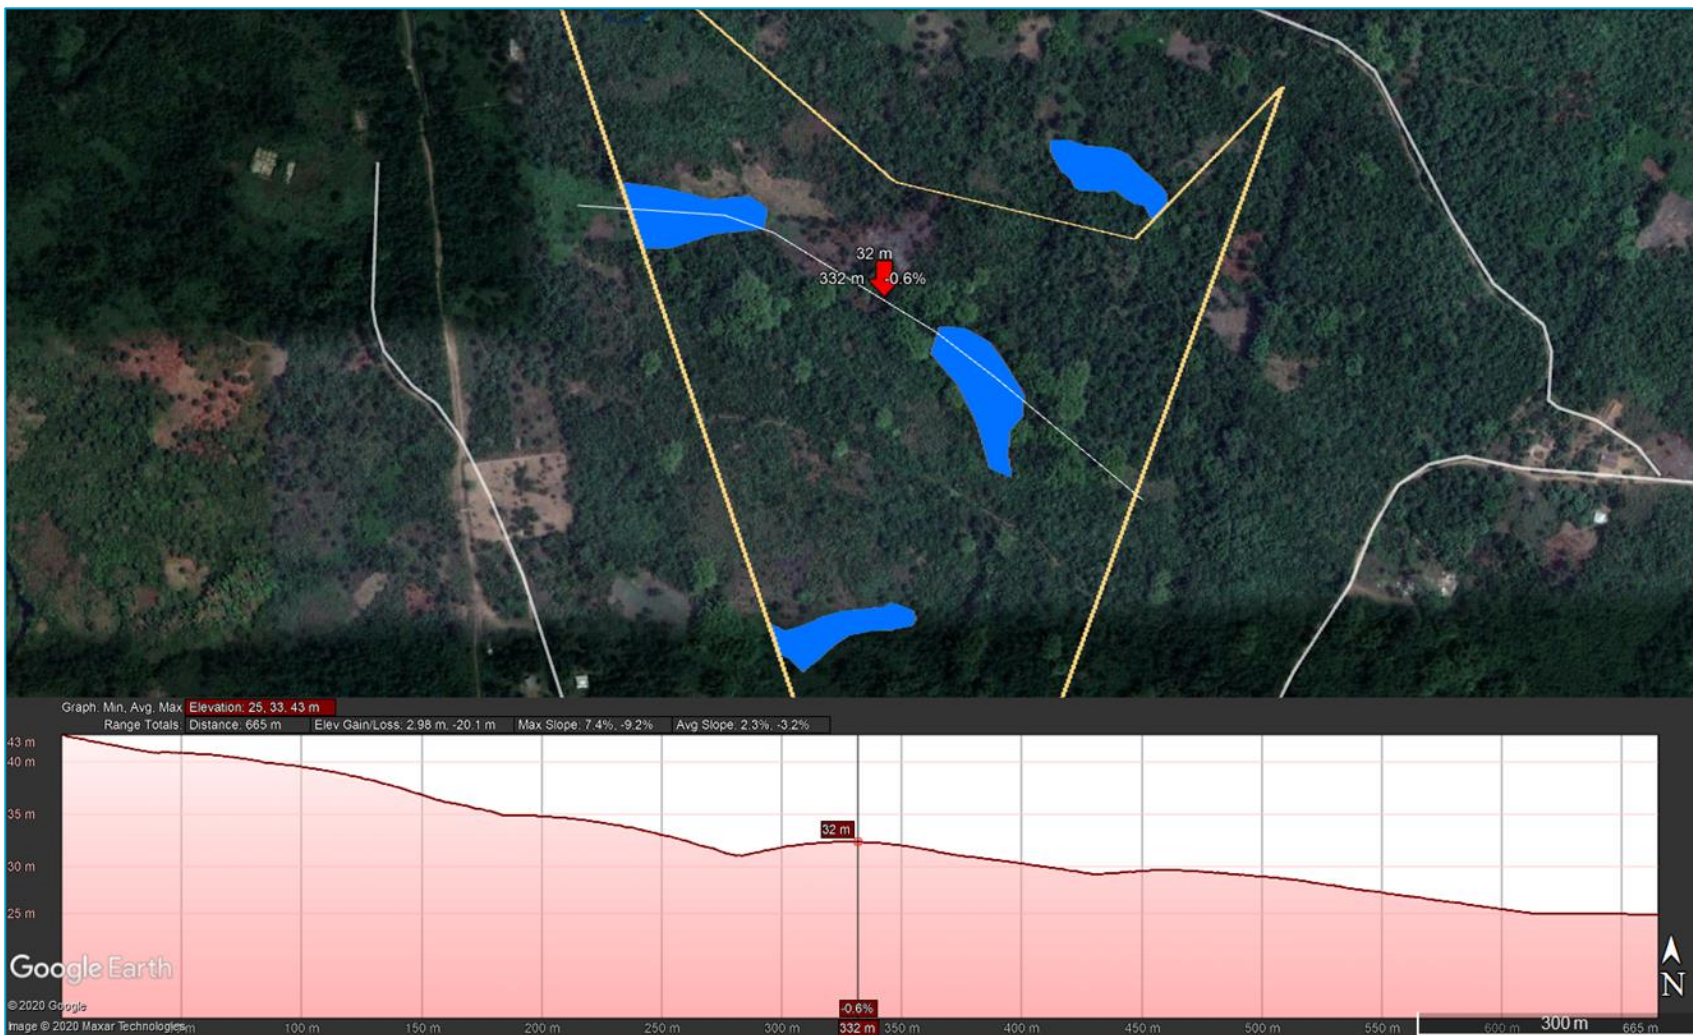 32 m
332 m -0.6%
Graph: Min, Avg, Max Elevation: 25, 33, 43 m
Range Totals: Distance: 665 m Elev Gain/Loss: 2.98 m, -20.1 m Max Slope: 7.4%, -9.2% Avg Slope: 2.3%, -3.2%
43 m
40 m
35 m
32 m
30 m
25 m
Google Earth
N
© 2020 Google
-0.6%
Image © 2020 Maxar Technologies
100 m 150 m 200 m 250 m 300 m 332 m 350 m 400 m 450 m 500 m 550 m 600 m 300 m 665 m